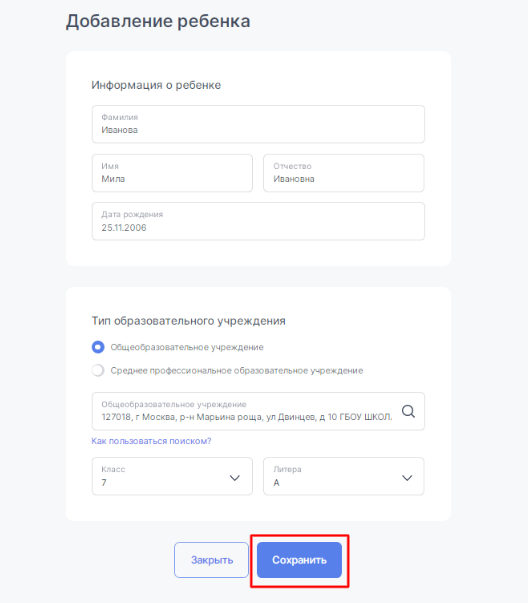 Добавление ребенка
Информация о ребенке
Фамилия
Иванова
Имя
Мила
Отчество
Ивановна
Дата рождения
25.11.2006
Тип образовательного учреждения
Общеобразовательное учреждение
Среднее профессиональное образовательное учреждение
Общеобразовательное учреждение
127018, г Москва, р-н Марьина роща, ул Двинцев, д 10 ГБОУ ШКОЛ.
Как пользоваться поиском?
Класс
7
Литера
А
Закрыть
Сохранить